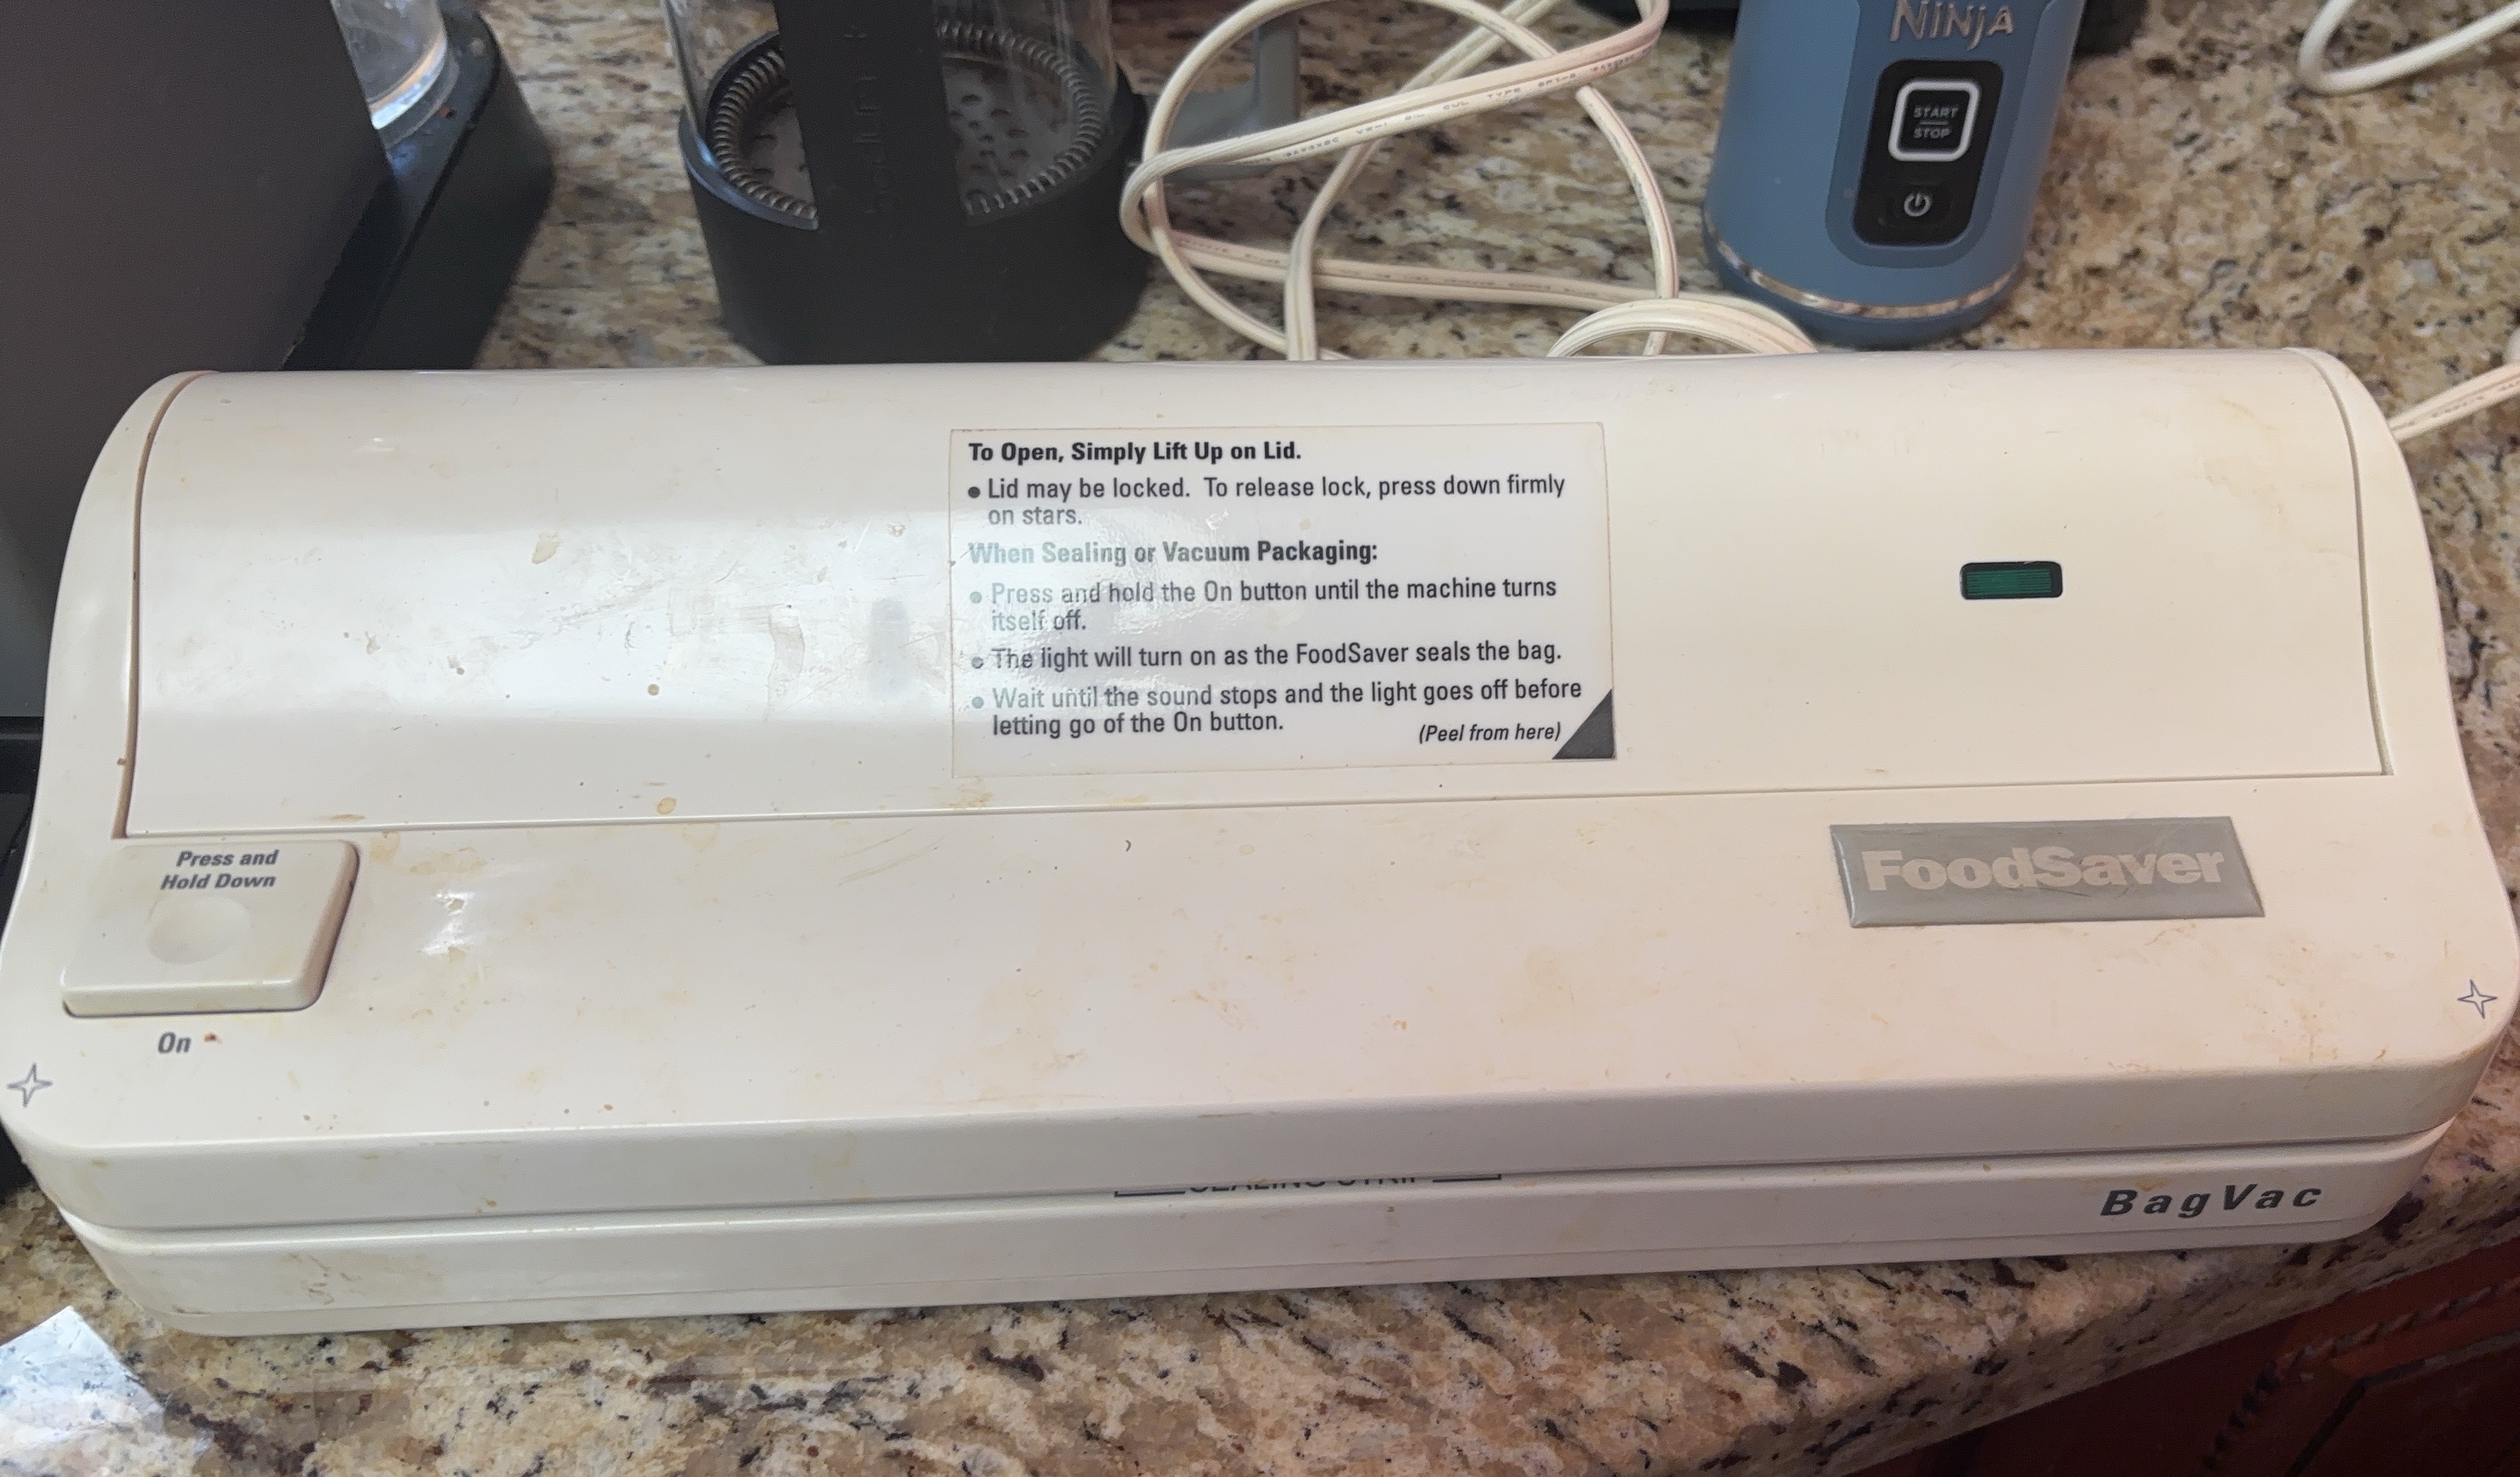 NINJA
START
STOP
To Open, Simply Lift Up on Lid.
• Lid may be locked. To release lock, press down firmly
on stars.
When Sealing or Vacuum Packaging:
• Press and hold the On button until the machine turns
itself off.
• The light will turn on as the FoodSaver seals the bag.
• Wait until the sound stops and the light goes off before
letting go of the On button.
(Peel from here)
Press and
Hold Down
FoodSaver
On
SEALING STRIP
BagVac